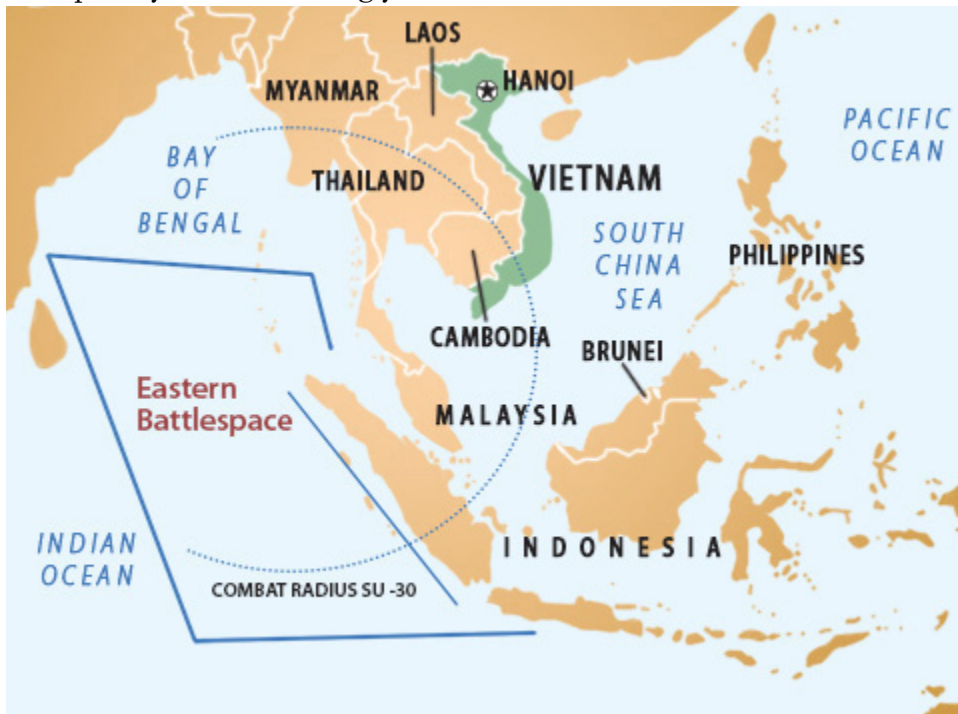 LAOS
HANOI
MYANMAR
PACIFIC
OCEAN
BAY
OF
BENGAL
THAILAND
VIETNAM
SOUTH
CHINA
SEA
PHILIPPINES
CAMBODIA
BRUNEI
Eastern
Battlespace
MALAYSIA
INDIAN
OCEAN
INDONESIA
COMBAT RADIUS SU -30